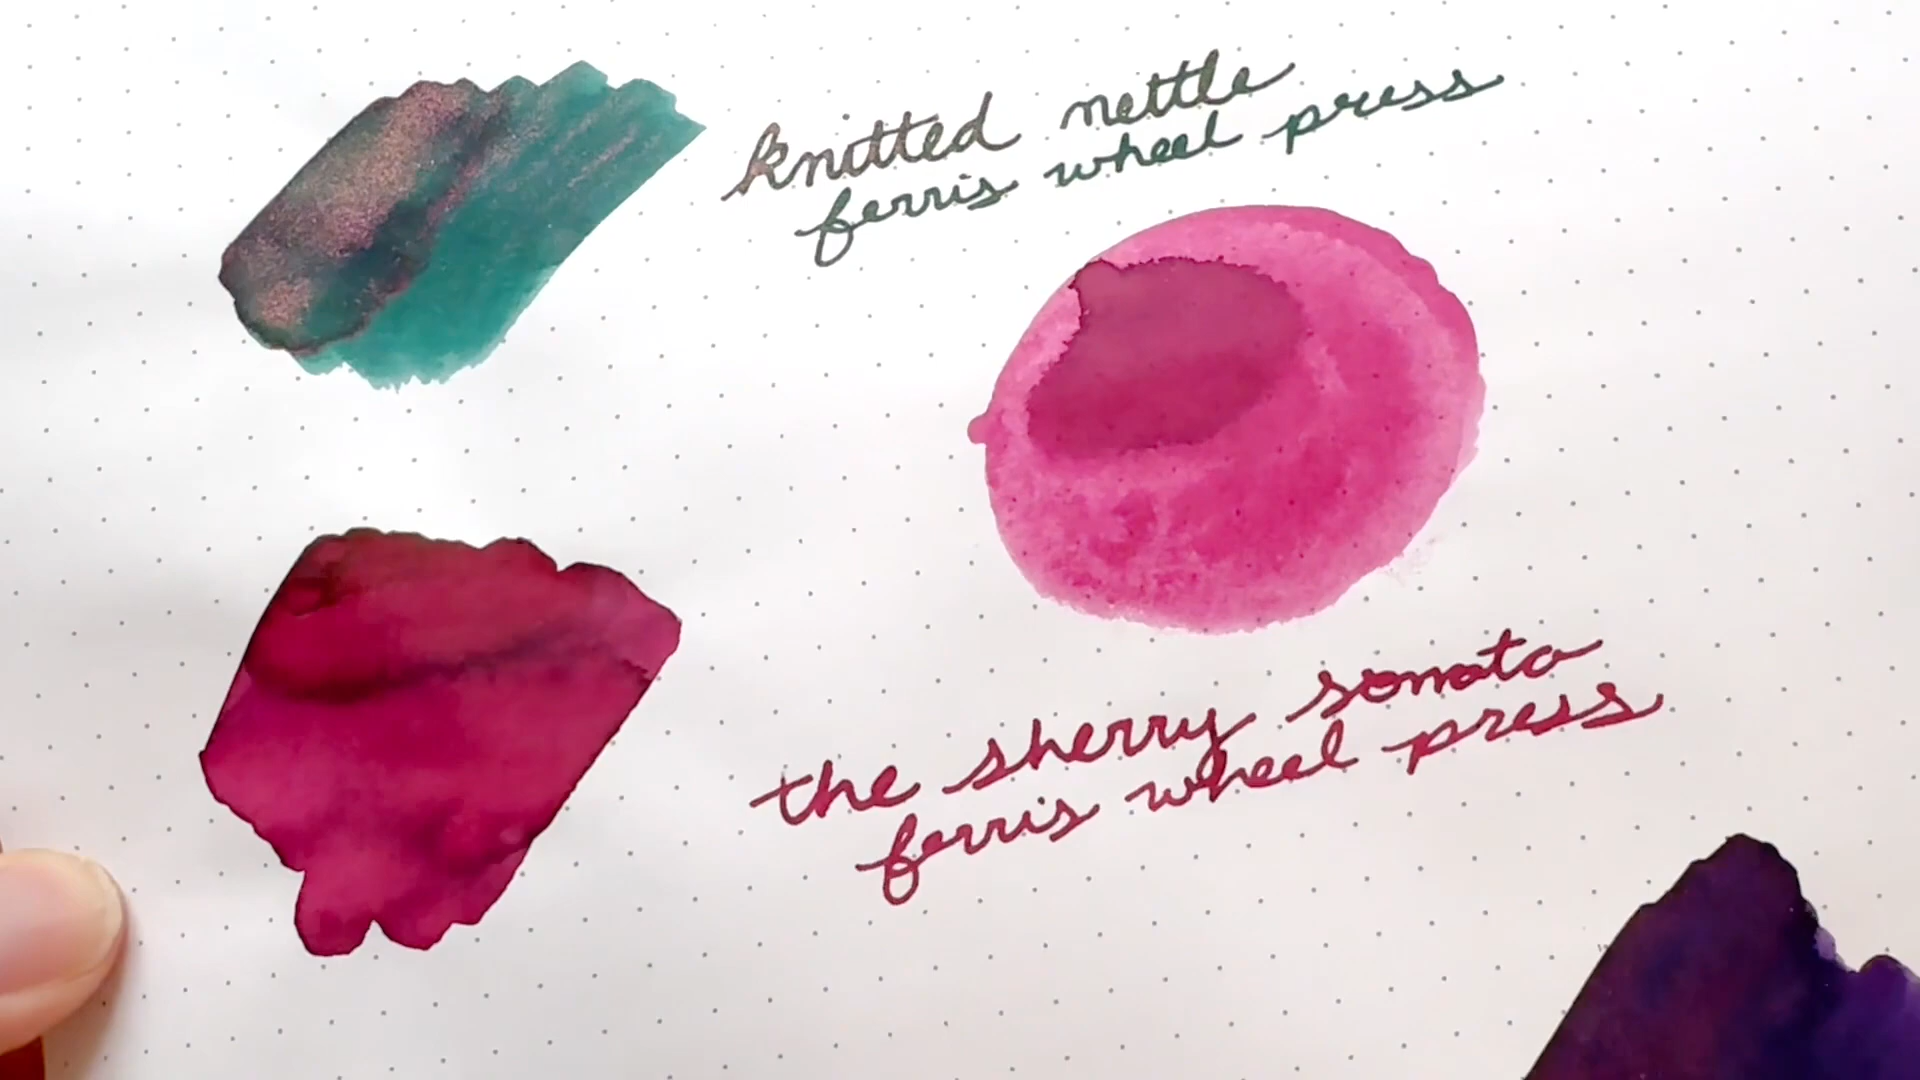 knitted nettle
ferris wheel press
the sherry sonata
ferris wheel press